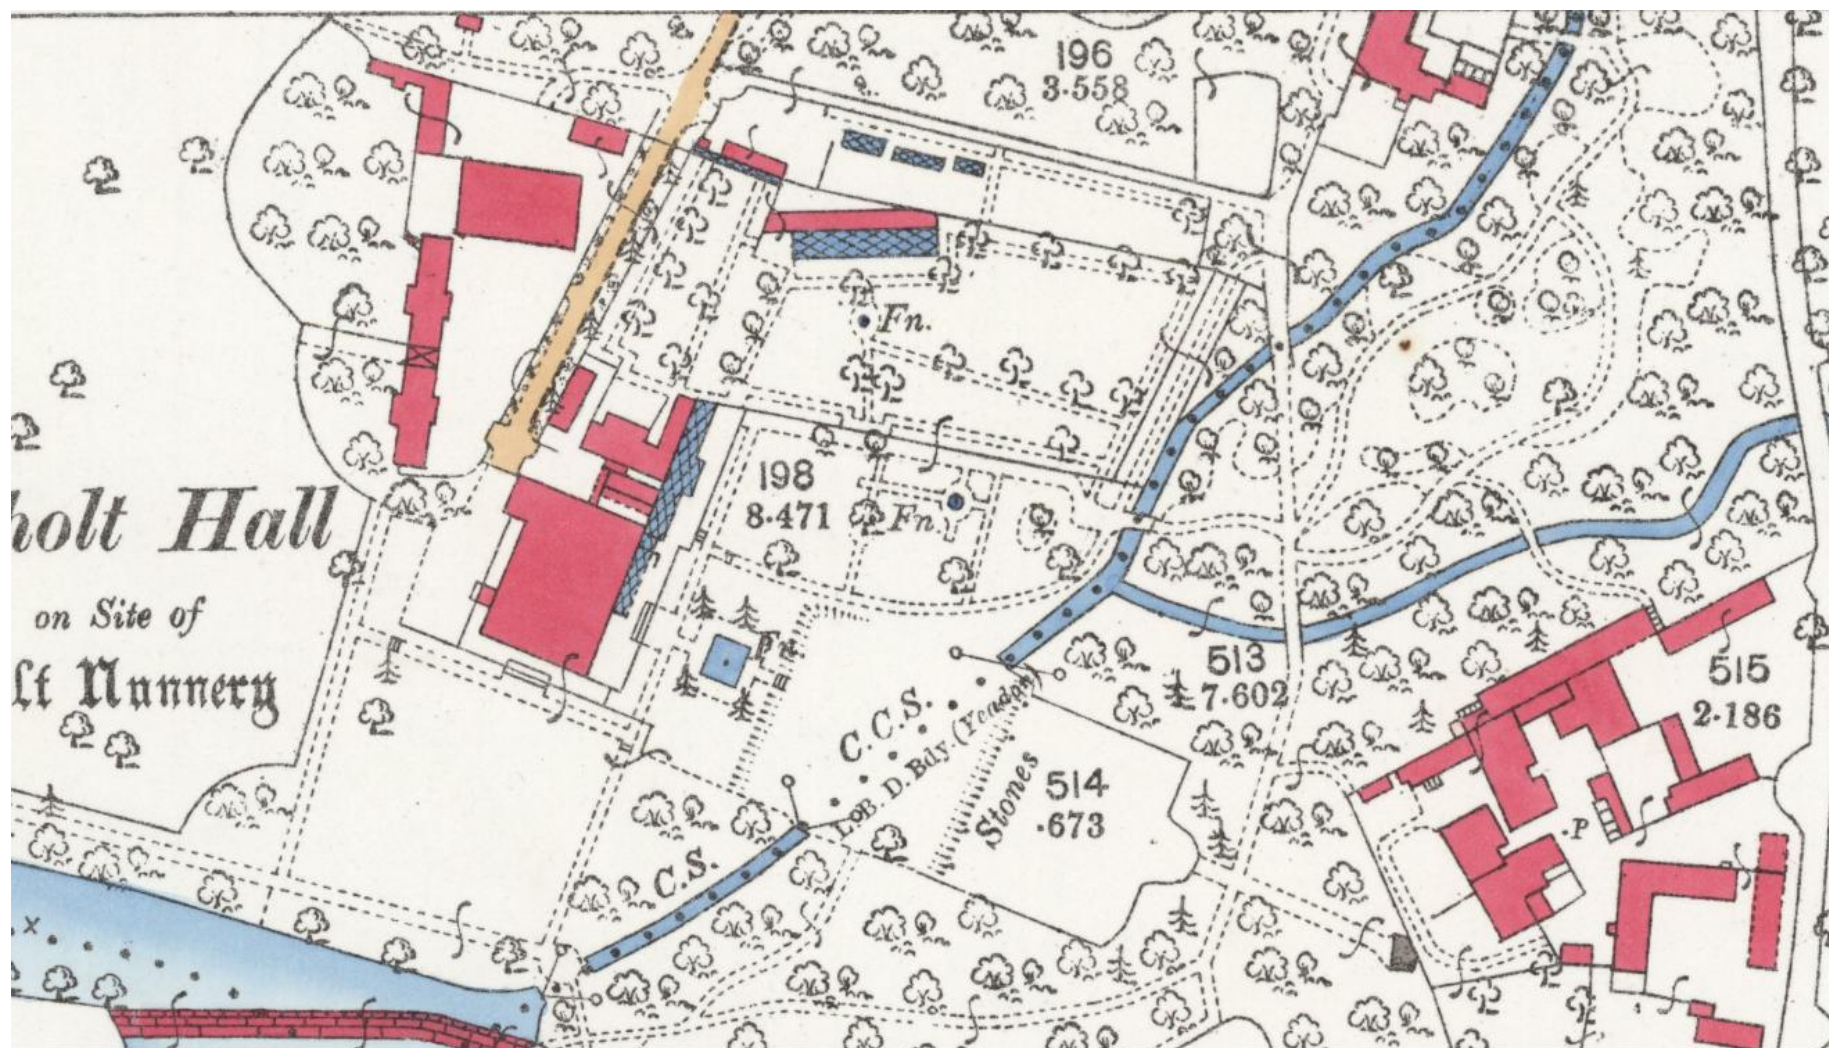 196
3·558
Fn.
198
8·471
Fn.
holt Hall
on Site of
lt Nunnery
Fn.
513
7·602
515
2·186
C.C.S.
L.& B. D. Bdy. (Yeadon)
Stones
514
·673
C.S.
P
x